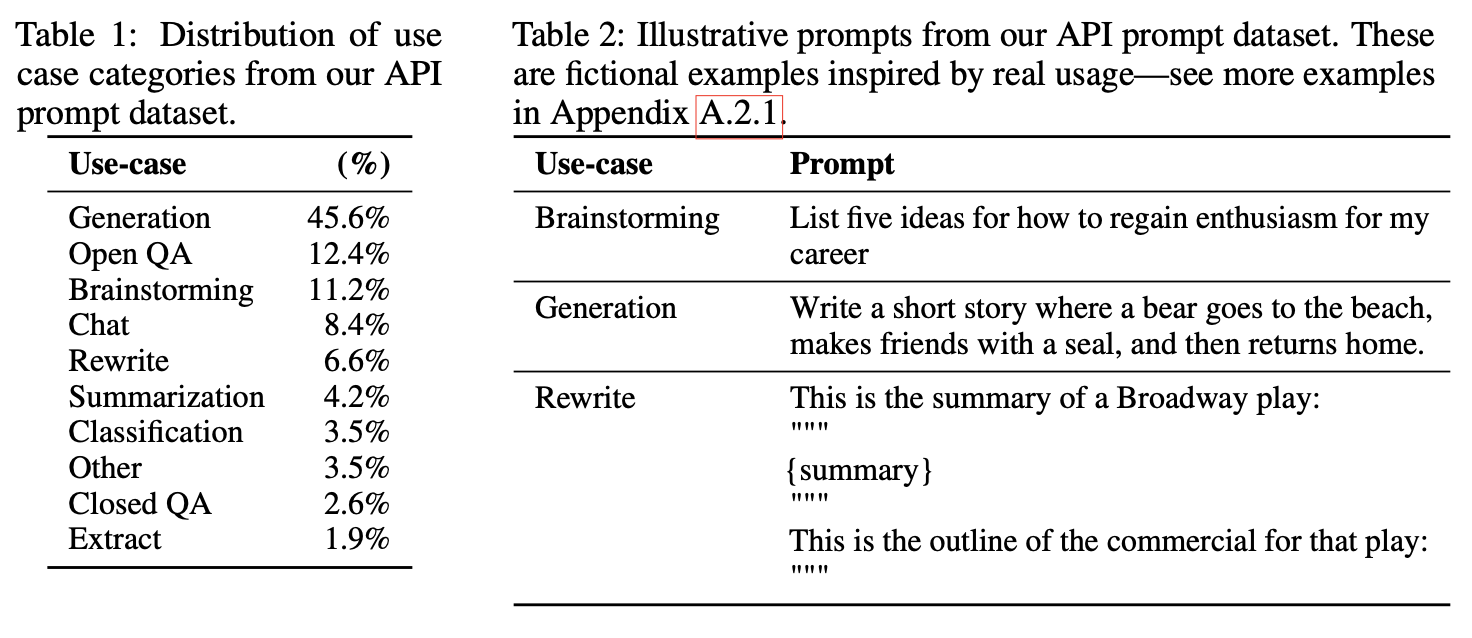 Table 1: Distribution of use
case categories from our API
prompt dataset.
Use-case (%)
Generation 45.6%
Open QA 12.4%
Brainstorming 11.2%
Chat 8.4%
Rewrite 6.6%
Summarization 4.2%
Classification 3.5%
Other 3.5%
Closed QA 2.6%
Extract 1.9%
Table 2: Illustrative prompts from our API prompt dataset. These
are fictional examples inspired by real usage—see more examples
in Appendix A.2.1.
Use-case Prompt
Brainstorming List five ideas for how to regain enthusiasm for my
career
Generation Write a short story where a bear goes to the beach,
makes friends with a seal, and then returns home.
Rewrite This is the summary of a Broadway play:
"""
{summary}
"""
This is the outline of the commercial for that play:
"""